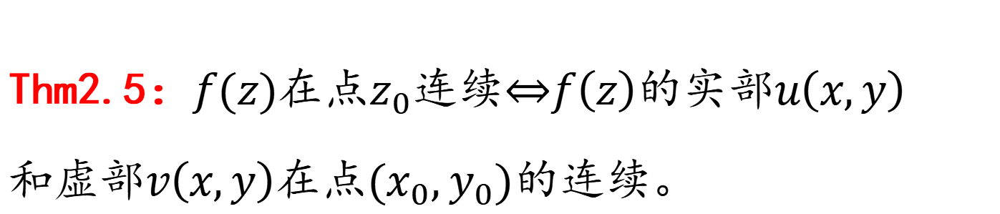 Thm2.5：f(z)在点z₀连续⇔f(z)的实部u(x,y)
和虚部v(x,y)在点(x₀,y₀)的连续。